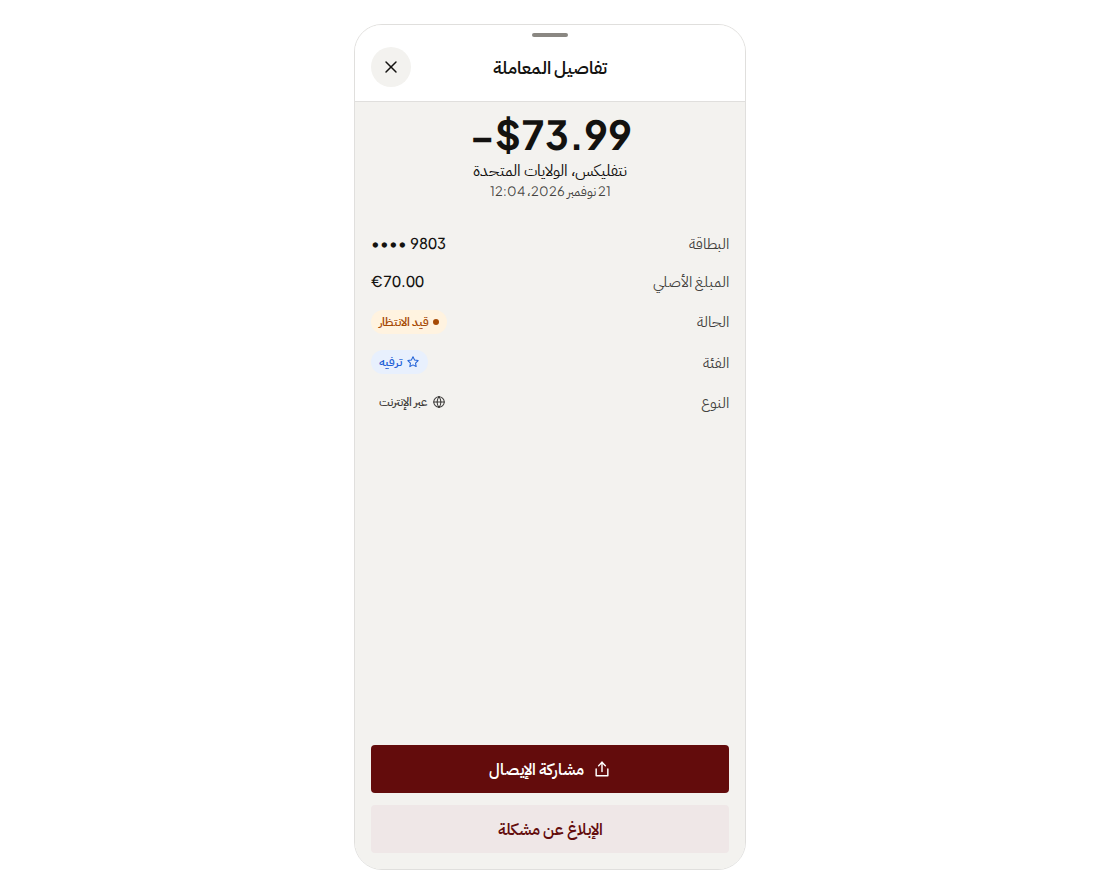 تفاصيل المعاملة
−$73.99
نتفليكس، الولايات المتحدة
21 نوفمبر 2026، 12:04
البطاقة
•••• 9803
المبلغ الأصلي
€70.00
الحالة
قيد الانتظار
الفئة
ترفيه
النوع
عبر الإنترنت
مشاركة الإيصال
الإبلاغ عن مشكلة